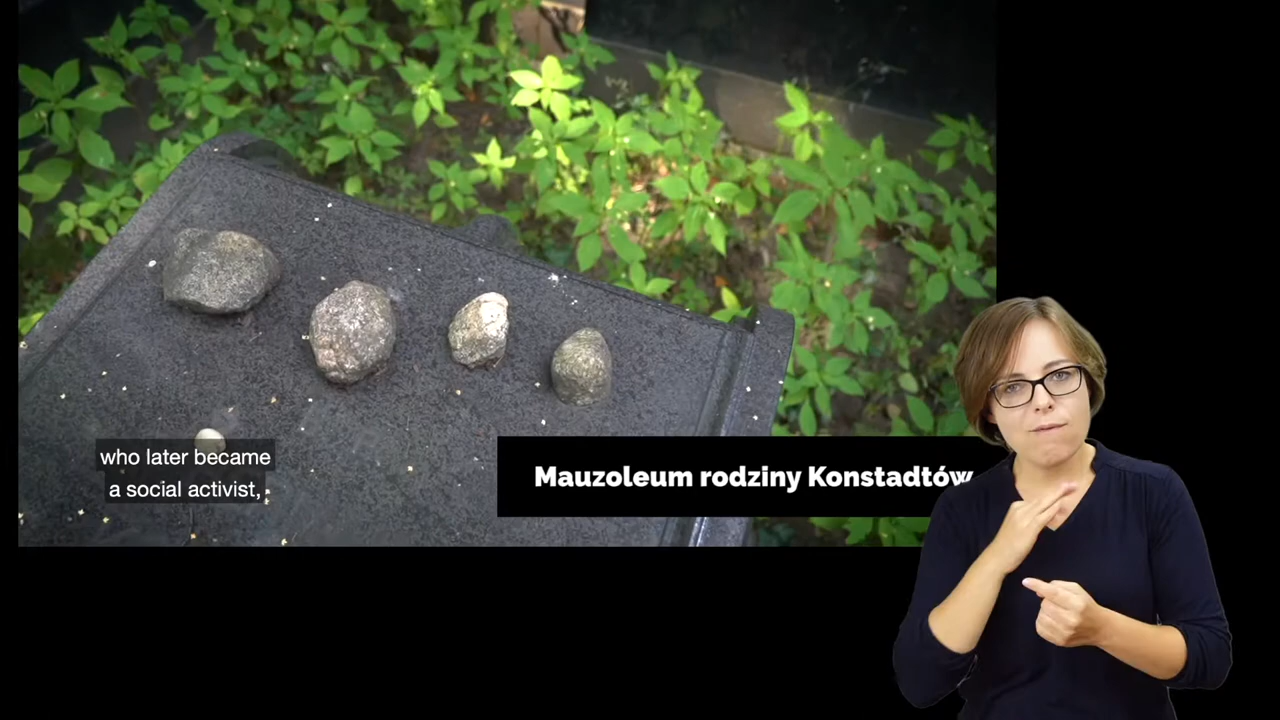 who later became
a social activist,
Mauzoleum rodziny Konstadtów